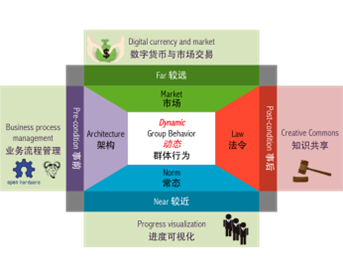 Digital currency and market
数字货币与市场交易
Far 较远
Market
市场
Pre-condition 事前
Business process
management
业务流程管理
open hardware
Architecture
架构
Dynamic
Group Behavior
动态
群体行为
Law
法令
Post-condition 事后
Creative Commons
知识共享
Norm
常态
Near 较近
Progress visualization
进度可视化